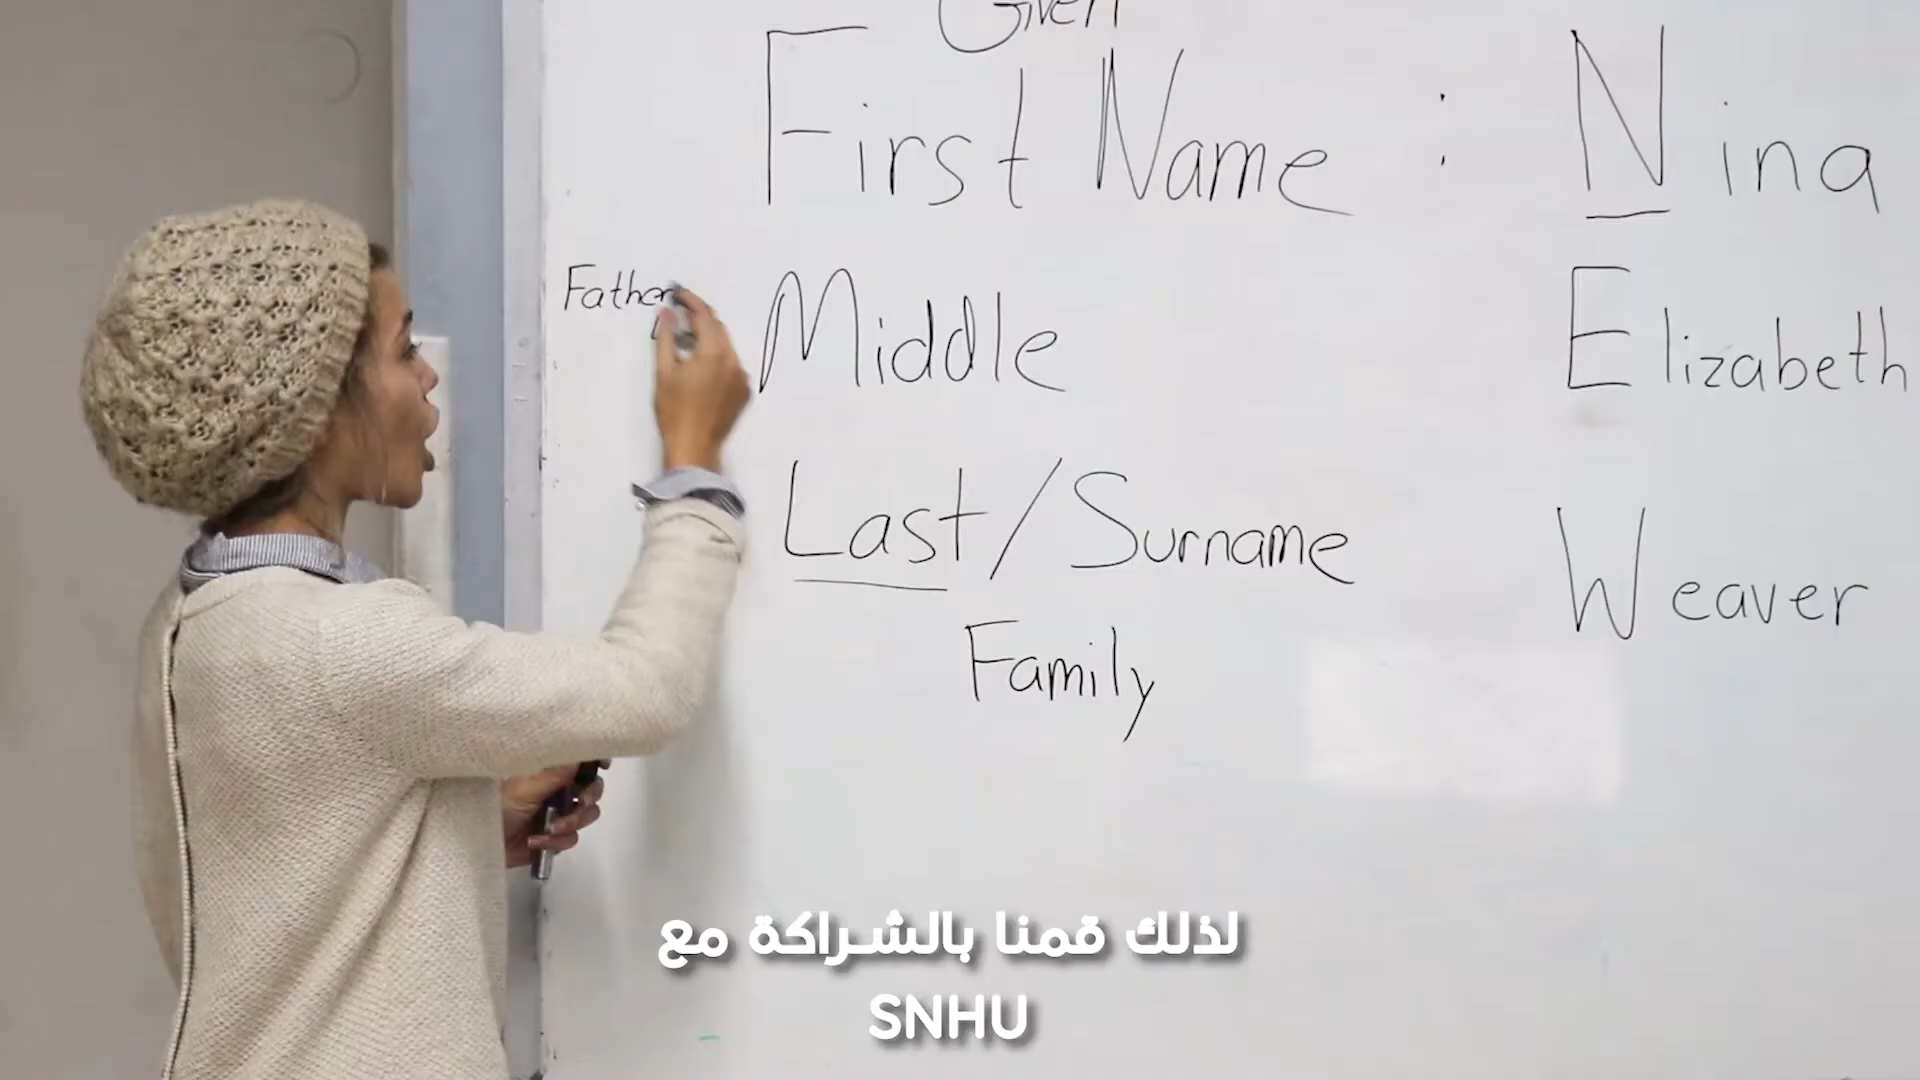 Given
First Name : Nina
Father
Middle Elizabeth
Last/Surname Weaver
Family
لذلك قمنا بالشراكة مع
SNHU